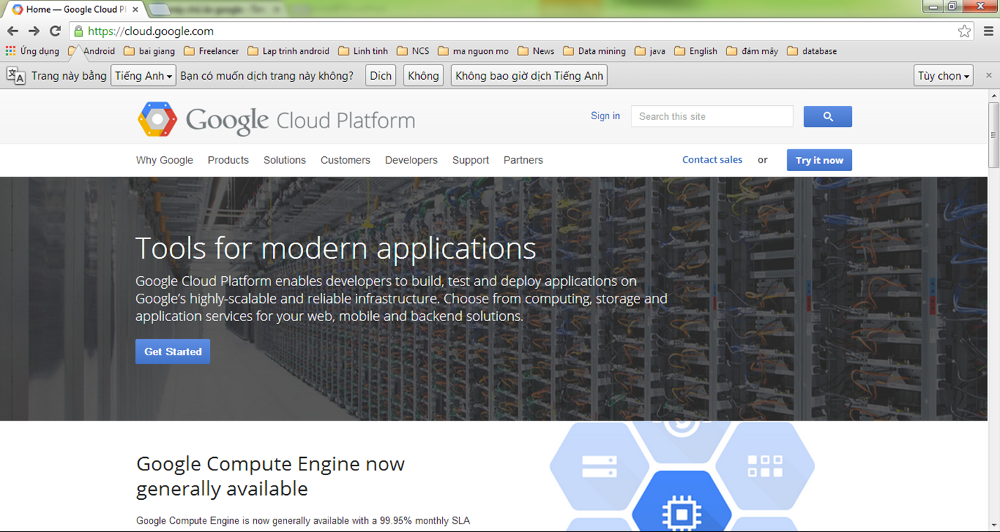 Home — Google Cloud Pl
https://cloud.google.com
Ứng dụng Android bai giang Freelancer Lap trinh android Linh tinh NCS ma nguon mo News Data mining java English đám mây database
Trang này bằng Tiếng Anh Bạn có muốn dịch trang này không? Dich Không Không bao giờ dịch Tiếng Anh Tùy chọn
Google Cloud Platform Sign in Search this site
Why Google Products Solutions Customers Developers Support Partners Contact sales or Try it now
Tools for modern applications
Google Cloud Platform enables developers to build, test and deploy applications on
Google's highly-scalable and reliable infrastructure. Choose from computing, storage and
application services for your web, mobile and backend solutions.
Get Started
Google Compute Engine now
generally available
Google Compute Engine is now generally available with a 99.95% monthly SLA